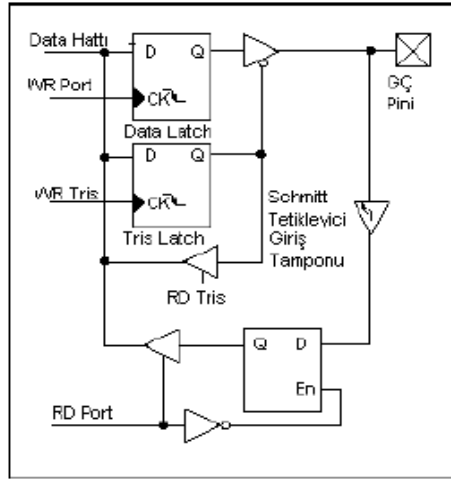 Data Hattı
D Q
WR Port
CK
Data Latch
GÇ
Pini
D Q
WR Tris
CK
Tris Latch
Schmitt
Tetikleyici
Giriş
Tamponu
RD Tris
Q D
En
RD Port